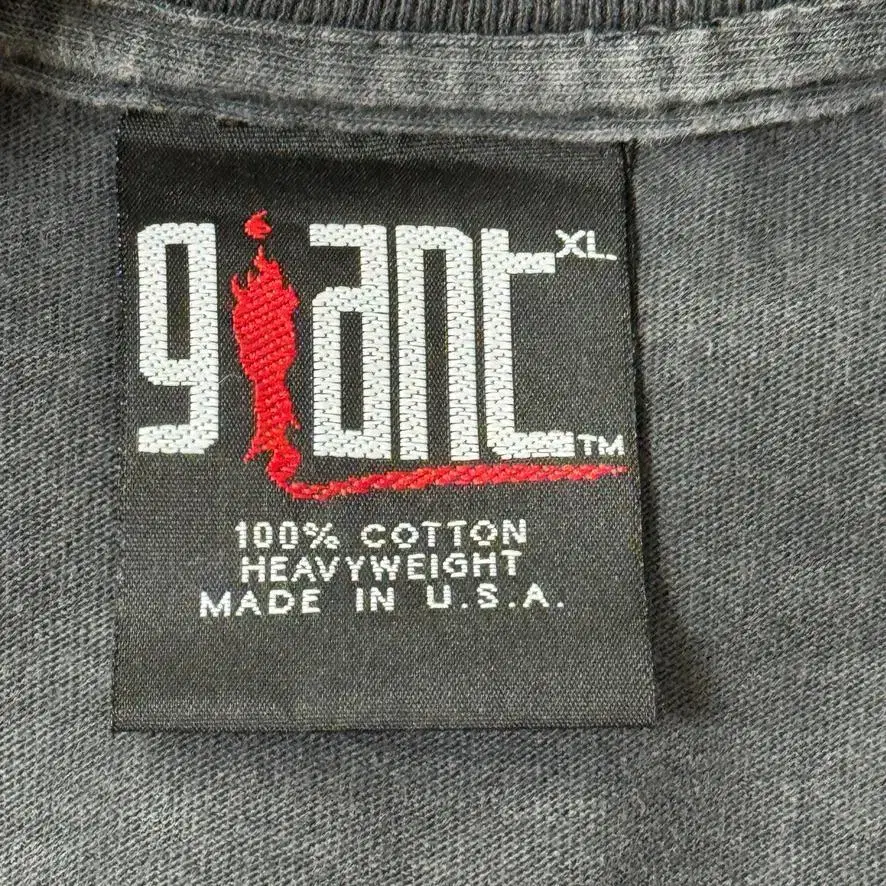 giant XL
TM
100% COTTON
HEAVYWEIGHT
MADE IN U.S.A.